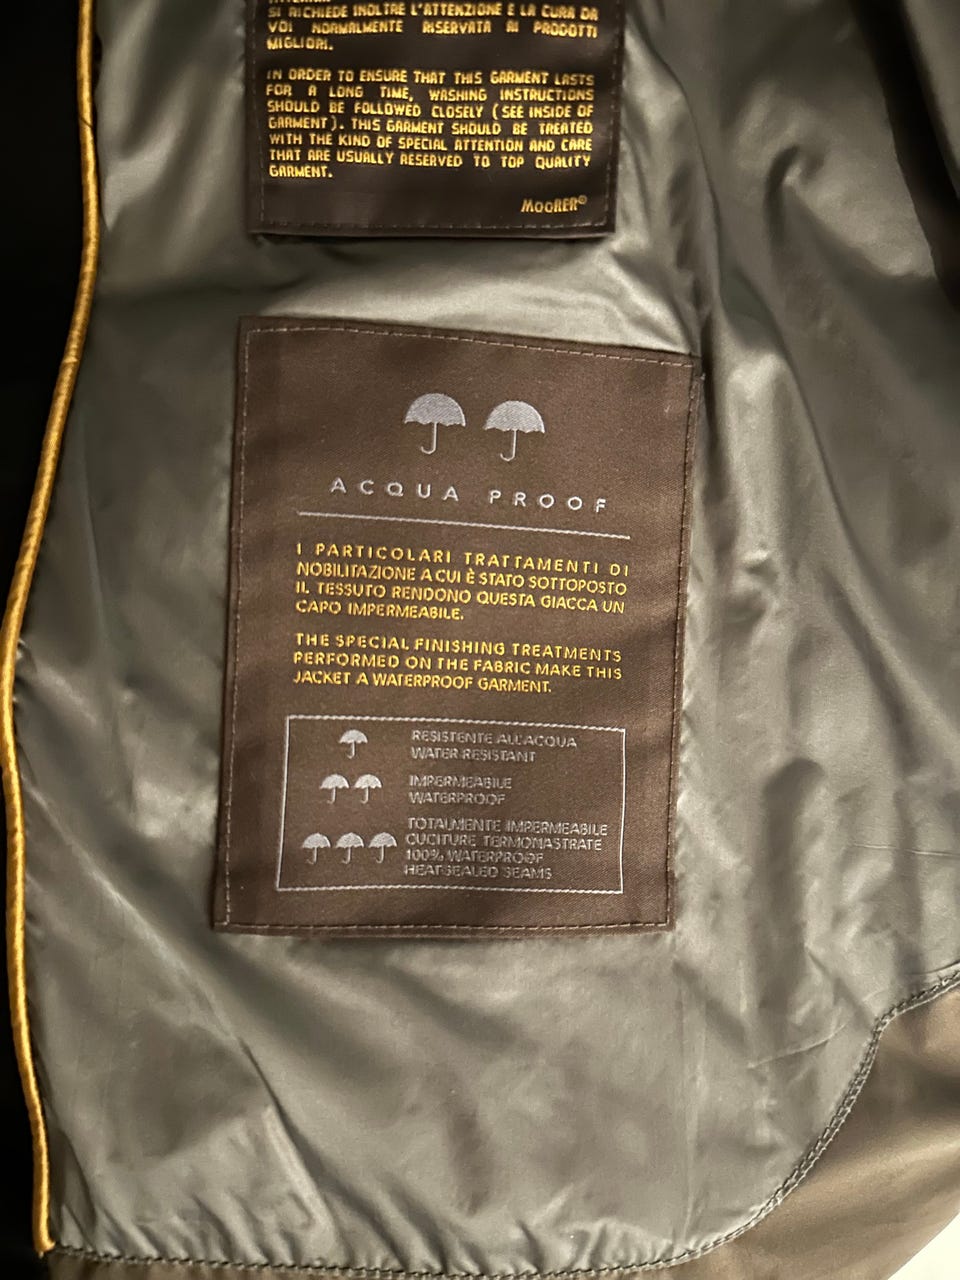 SI RICHIEDE INOLTRE L'ATTENZIONE E LA CURA DA
VOI NORMALMENTE RISERVATA AI PRODOTTI
MIGLIORI.
IN ORDER TO ENSURE THAT THIS GARMENT LASTS
FOR A LONG TIME, WASHING INSTRUCTIONS
SHOULD BE FOLLOWED CLOSELY (SEE INSIDE OF
GARMENT). THIS GARMENT SHOULD BE TREATED
WITH THE KIND OF SPECIAL ATTENTION AND CARE
THAT ARE USUALLY RESERVED TO TOP QUALITY
GARMENT.
MOORER®
ACQUA PROOF
I PARTICOLARI TRATTAMENTI DI
NOBILITAZIONE A CUI È STATO SOTTOPOSTO
IL TESSUTO RENDONO QUESTA GIACCA UN
CAPO IMPERMEABILE.
THE SPECIAL FINISHING TREATMENTS
PERFORMED ON THE FABRIC MAKE THIS
JACKET A WATERPROOF GARMENT.
RESISTENTE ALL'ACQUA
WATER RESISTANT
IMPERMEABILE
WATERPROOF
TOTALMENTE IMPERMEABILE
CUCITURE TERMONASTRATE
100% WATERPROOF
HEAT SEALED SEAMS